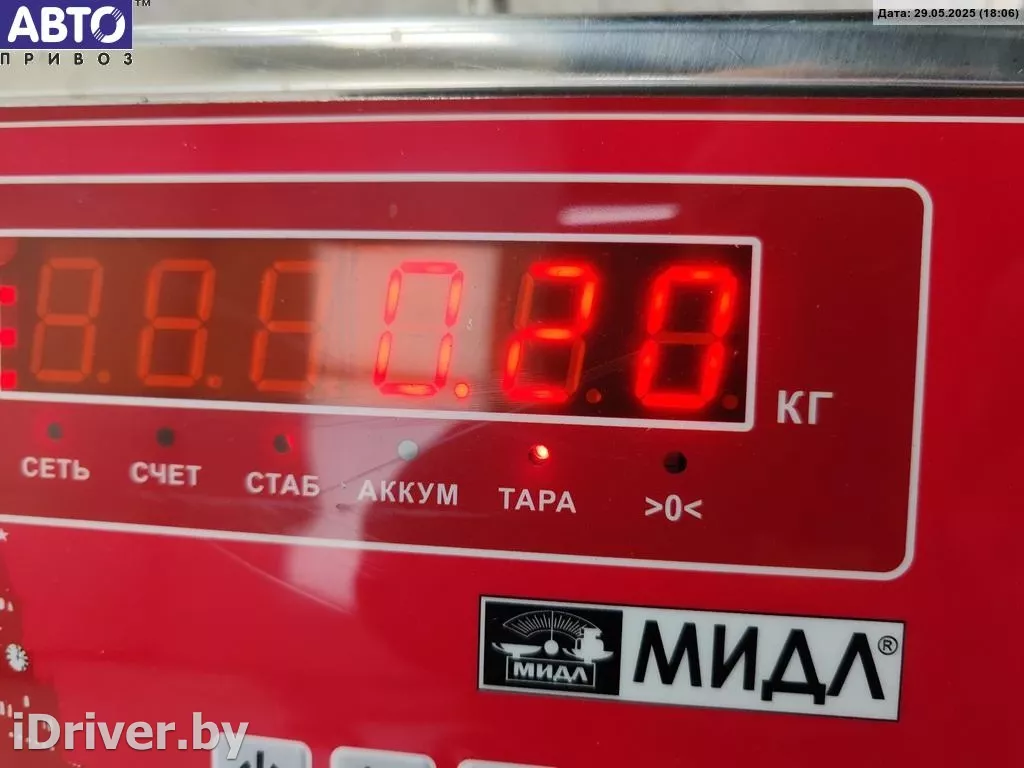 АВТО™
ПРИВОЗ
Дата: 29.05.2025 (18:06)
0.20
КГ
СЕТЬ СЧЕТ СТАБ АККУМ ТАРА >0<
МИДЛ МИДЛ®
iDriver.by